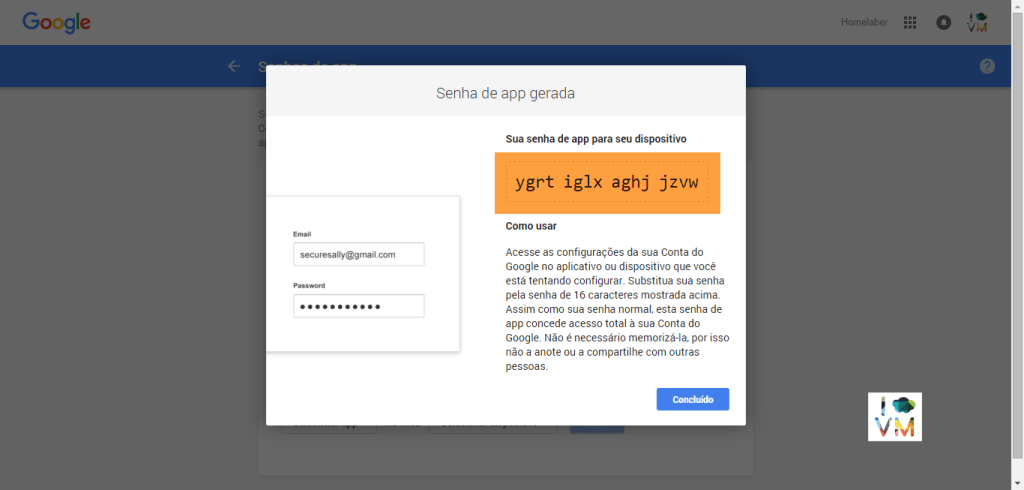 Google
Homelaber
Senhas de app
Senha de app gerada
Sua senha de app para seu dispositivo
ygrt iglx aghj jzvw
Como usar
Acesse as configurações da sua Conta do
Google no aplicativo ou dispositivo que você
está tentando configurar. Substitua sua senha
pela senha de 16 caracteres mostrada acima.
Assim como sua senha normal, esta senha de
app concede acesso total à sua Conta do
Google. Não é necessário memorizá-la, por isso
não a anote ou a compartilhe com outras
pessoas.
Email
securesally@gmail.com
Password
Concluído
I
VM